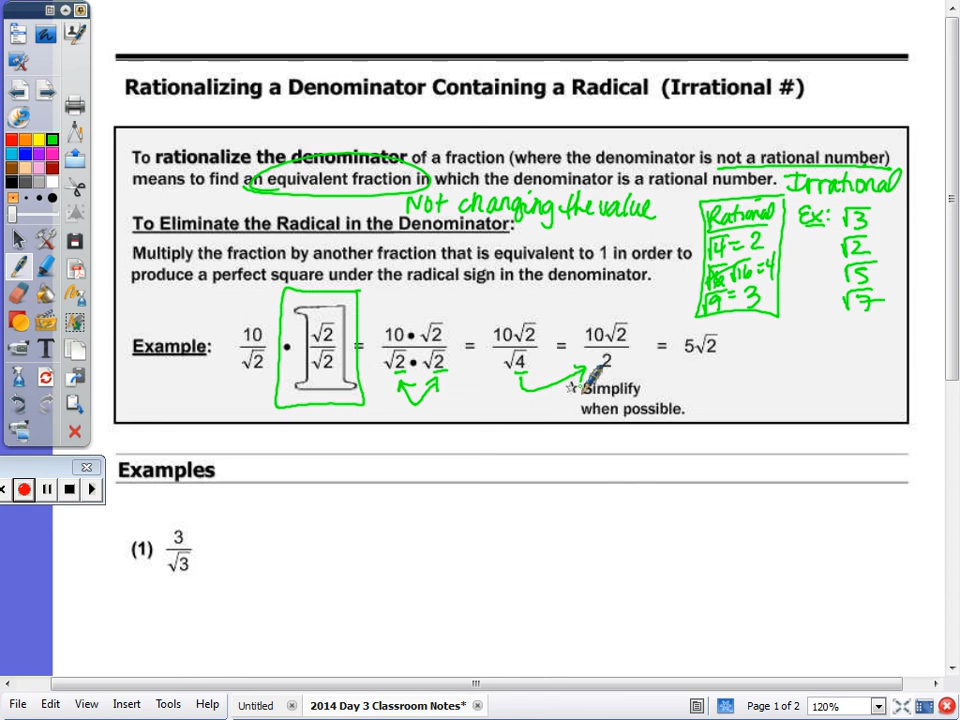 Rationalizing a Denominator Containing a Radical (Irrational #)
To rationalize the denominator of a fraction (where the denominator is not a rational number)
means to find an equivalent fraction in which the denominator is a rational number. Irrational
Not changing the value
To Eliminate the Radical in the Denominator:
Multiply the fraction by another fraction that is equivalent to 1 in order to
produce a perfect square under the radical sign in the denominator.
Rational
√4 = 2
√16 = 4
√9 = 3
Ex: √3
√2
√5
√7
Example: 10/√2 • √2/√2 = 10 • √2/√2 • √2 = 10√2/√4 = 10√2/2 = 5√2
☆ Simplify
when possible.
Examples
(1) 3/√3
File Edit View Insert Tools Help Untitled 2014 Day 3 Classroom Notes* Page 1 of 2 120%